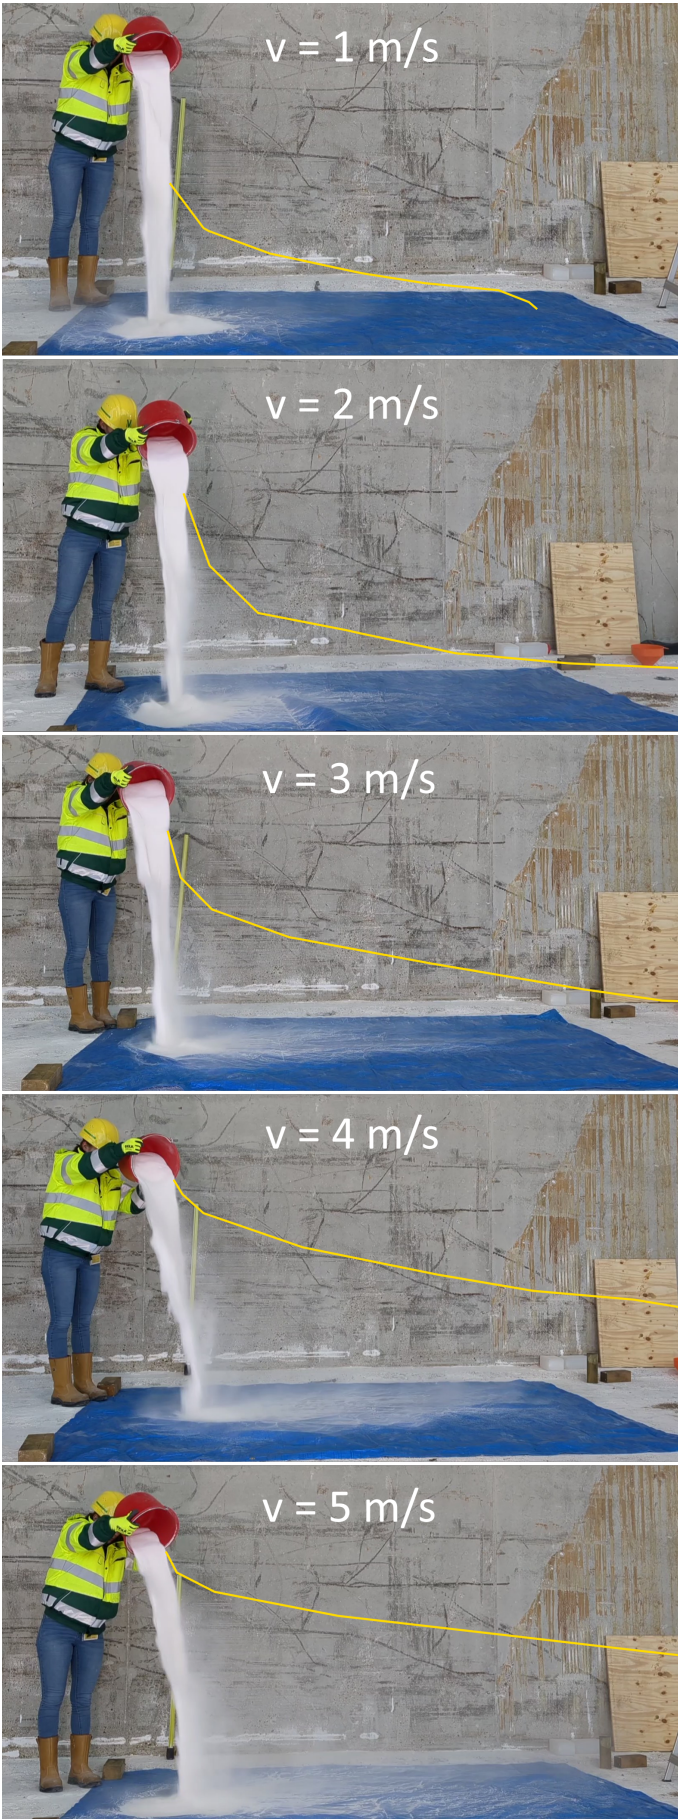 v = 1 m/s
v = 2 m/s
v = 3 m/s
v = 4 m/s
v = 5 m/s